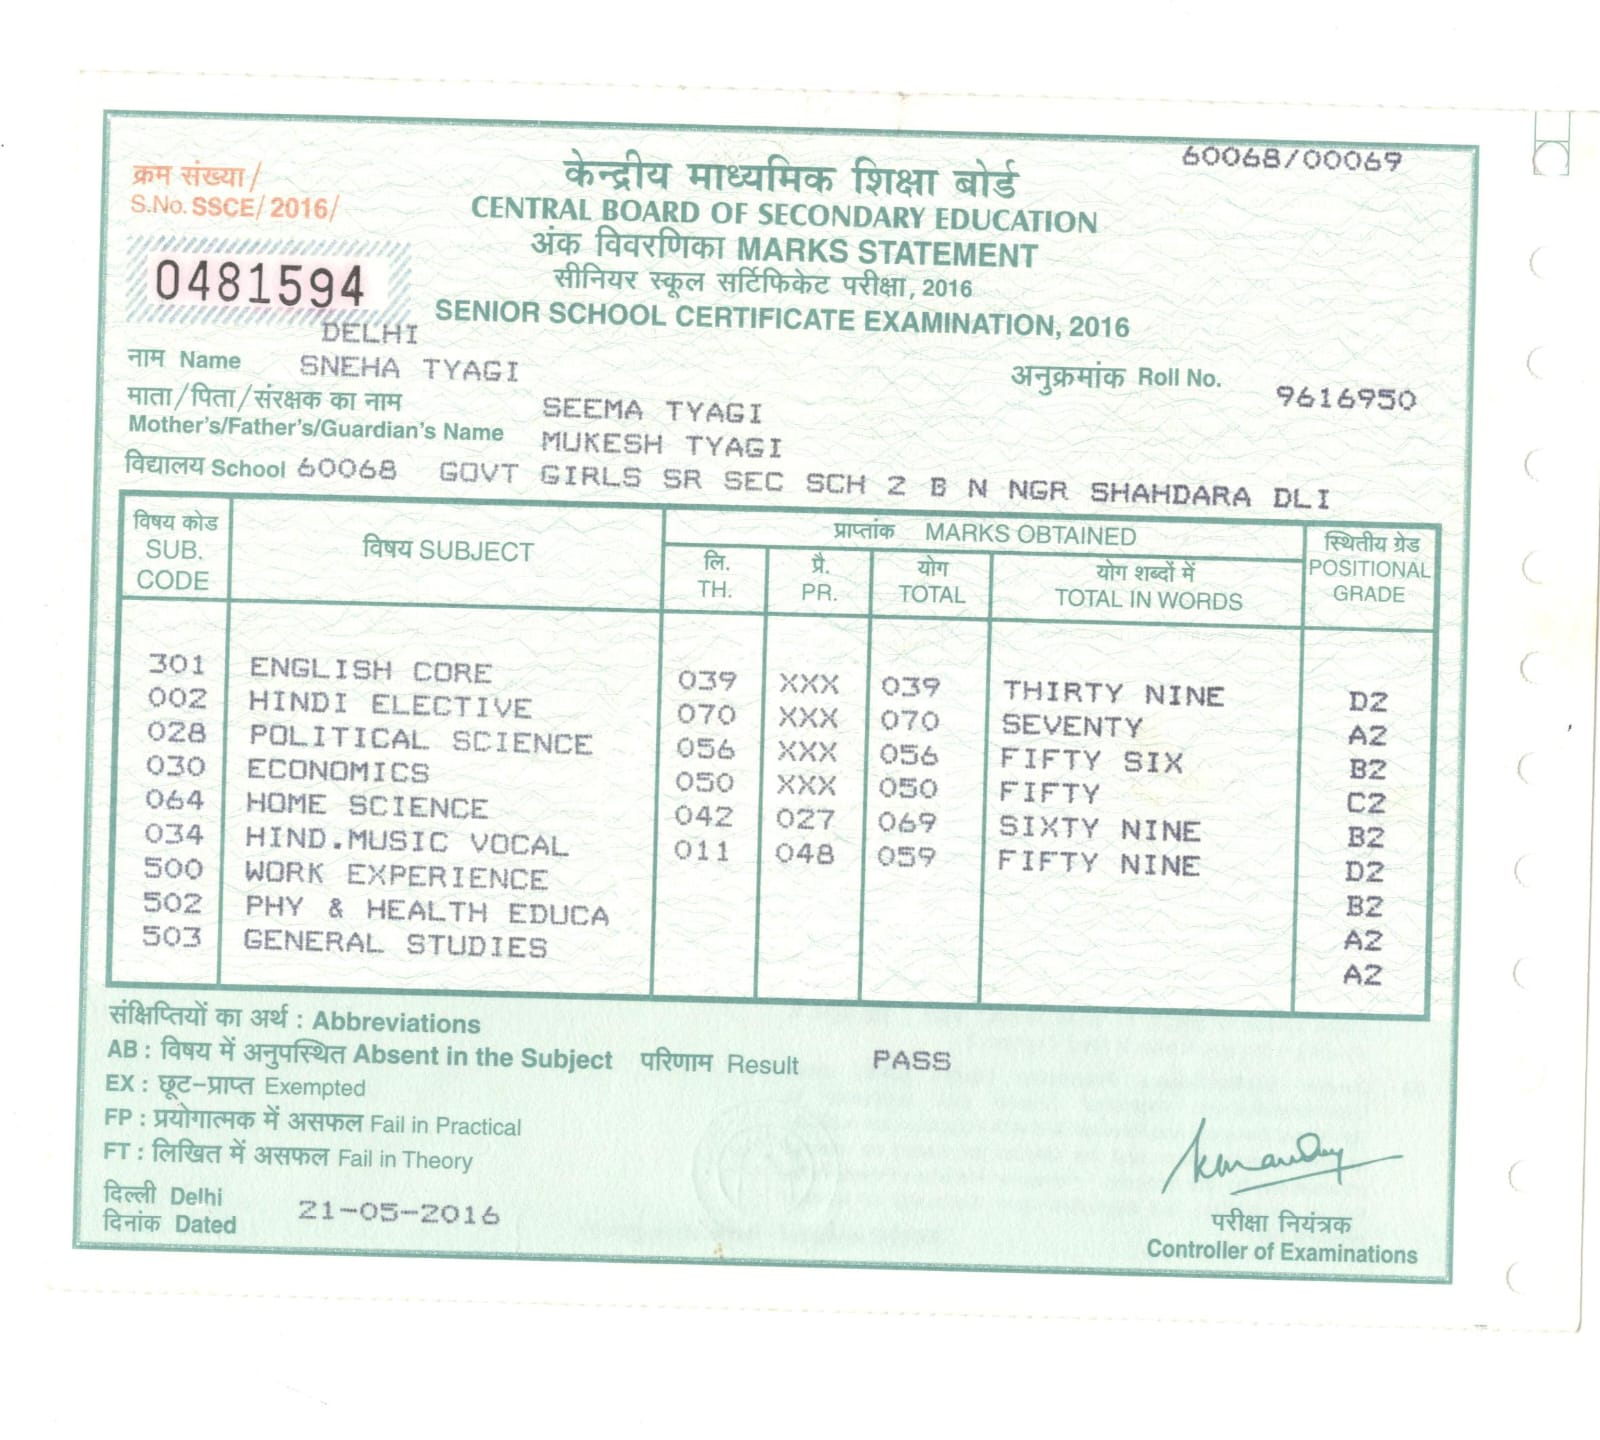 60068/00069
क्रम संख्या/
S.No. SSCE/2016/
0481594
केन्द्रीय माध्यमिक शिक्षा बोर्ड
CENTRAL BOARD OF SECONDARY EDUCATION
अंक विवरणिका MARKS STATEMENT
सीनियर स्कूल सर्टिफिकेट परीक्षा, 2016
SENIOR SCHOOL CERTIFICATE EXAMINATION, 2016
DELHI
नाम Name SNEHA TYAGI
अनुक्रमांक Roll No. 9616950
माता/पिता/संरक्षक का नाम SEEMA TYAGI
Mother's/Father's/Guardian's Name MUKESH TYAGI
विद्यालय School 60068 GOVT GIRLS SR SEC SCH 2 B N NGR SHAHDARA DLI
विषय कोड SUB. CODE विषय SUBJECT प्राप्तांक MARKS OBTAINED स्थितीय ग्रेड POSITIONAL GRADE
लि. TH. प्रै. PR. योग TOTAL योग शब्दों में TOTAL IN WORDS
301 ENGLISH CORE 039 XXX 039 THIRTY NINE D2
002 HINDI ELECTIVE 070 XXX 070 SEVENTY A2
028 POLITICAL SCIENCE 056 XXX 056 FIFTY SIX B2
030 ECONOMICS 050 XXX 050 FIFTY C2
064 HOME SCIENCE 042 027 069 SIXTY NINE B2
034 HIND.MUSIC VOCAL 011 048 059 FIFTY NINE D2
500 WORK EXPERIENCE B2
502 PHY & HEALTH EDUCA A2
503 GENERAL STUDIES A2
संक्षिप्तियों का अर्थ : Abbreviations
AB : विषय में अनुपस्थित Absent in the Subject परिणाम Result PASS
EX : छूट-प्राप्त Exempted
FP : प्रयोगात्मक में असफल Fail in Practical
FT : लिखित में असफल Fail in Theory
दिल्ली Delhi
दिनांक Dated 21-05-2016
परीक्षा नियंत्रक
Controller of Examinations